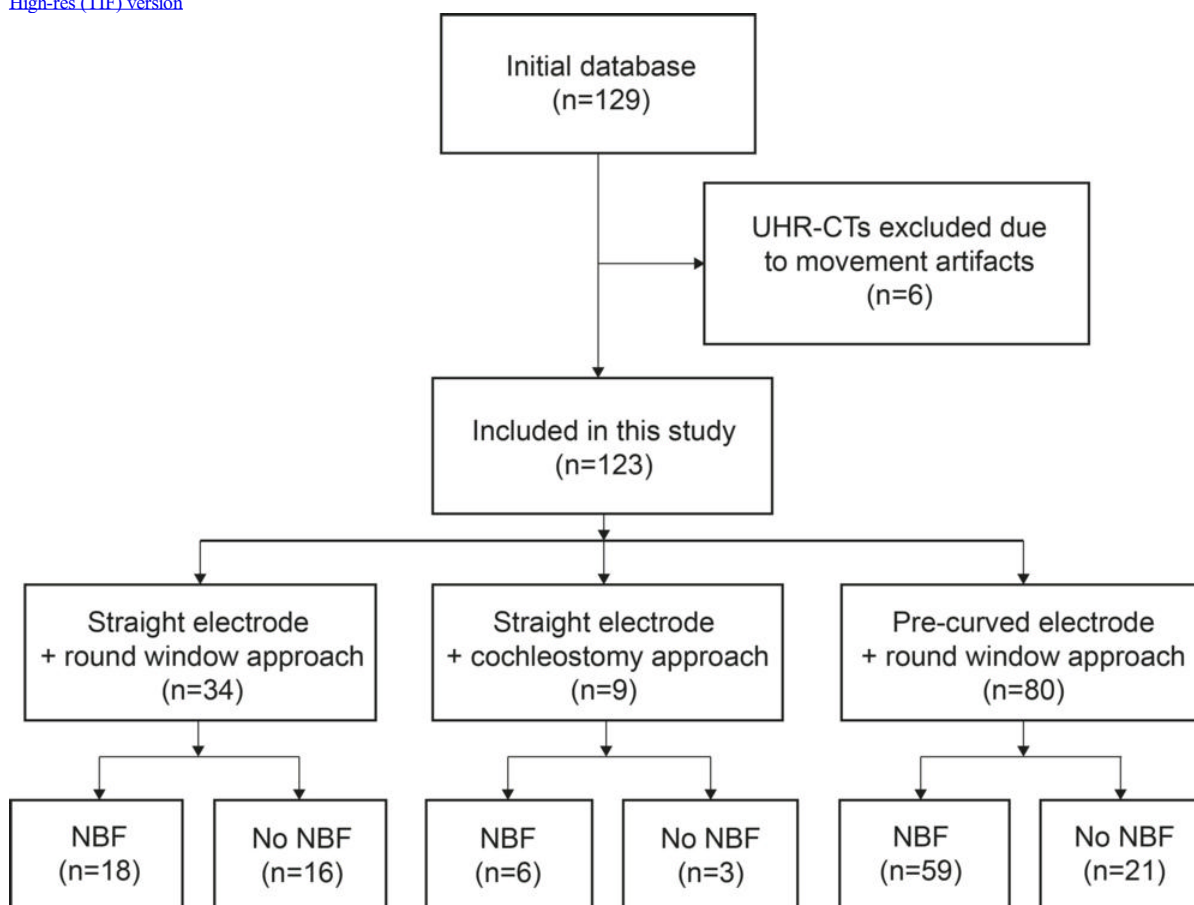 High-res (TIF) version
Initial database
(n=129)
UHR-CTs excluded due
to movement artifacts
(n=6)
Included in this study
(n=123)
Straight electrode
+ round window approach
(n=34)
Straight electrode
+ cochleostomy approach
(n=9)
Pre-curved electrode
+ round window approach
(n=80)
NBF
(n=18)
No NBF
(n=16)
NBF
(n=6)
No NBF
(n=3)
NBF
(n=59)
No NBF
(n=21)